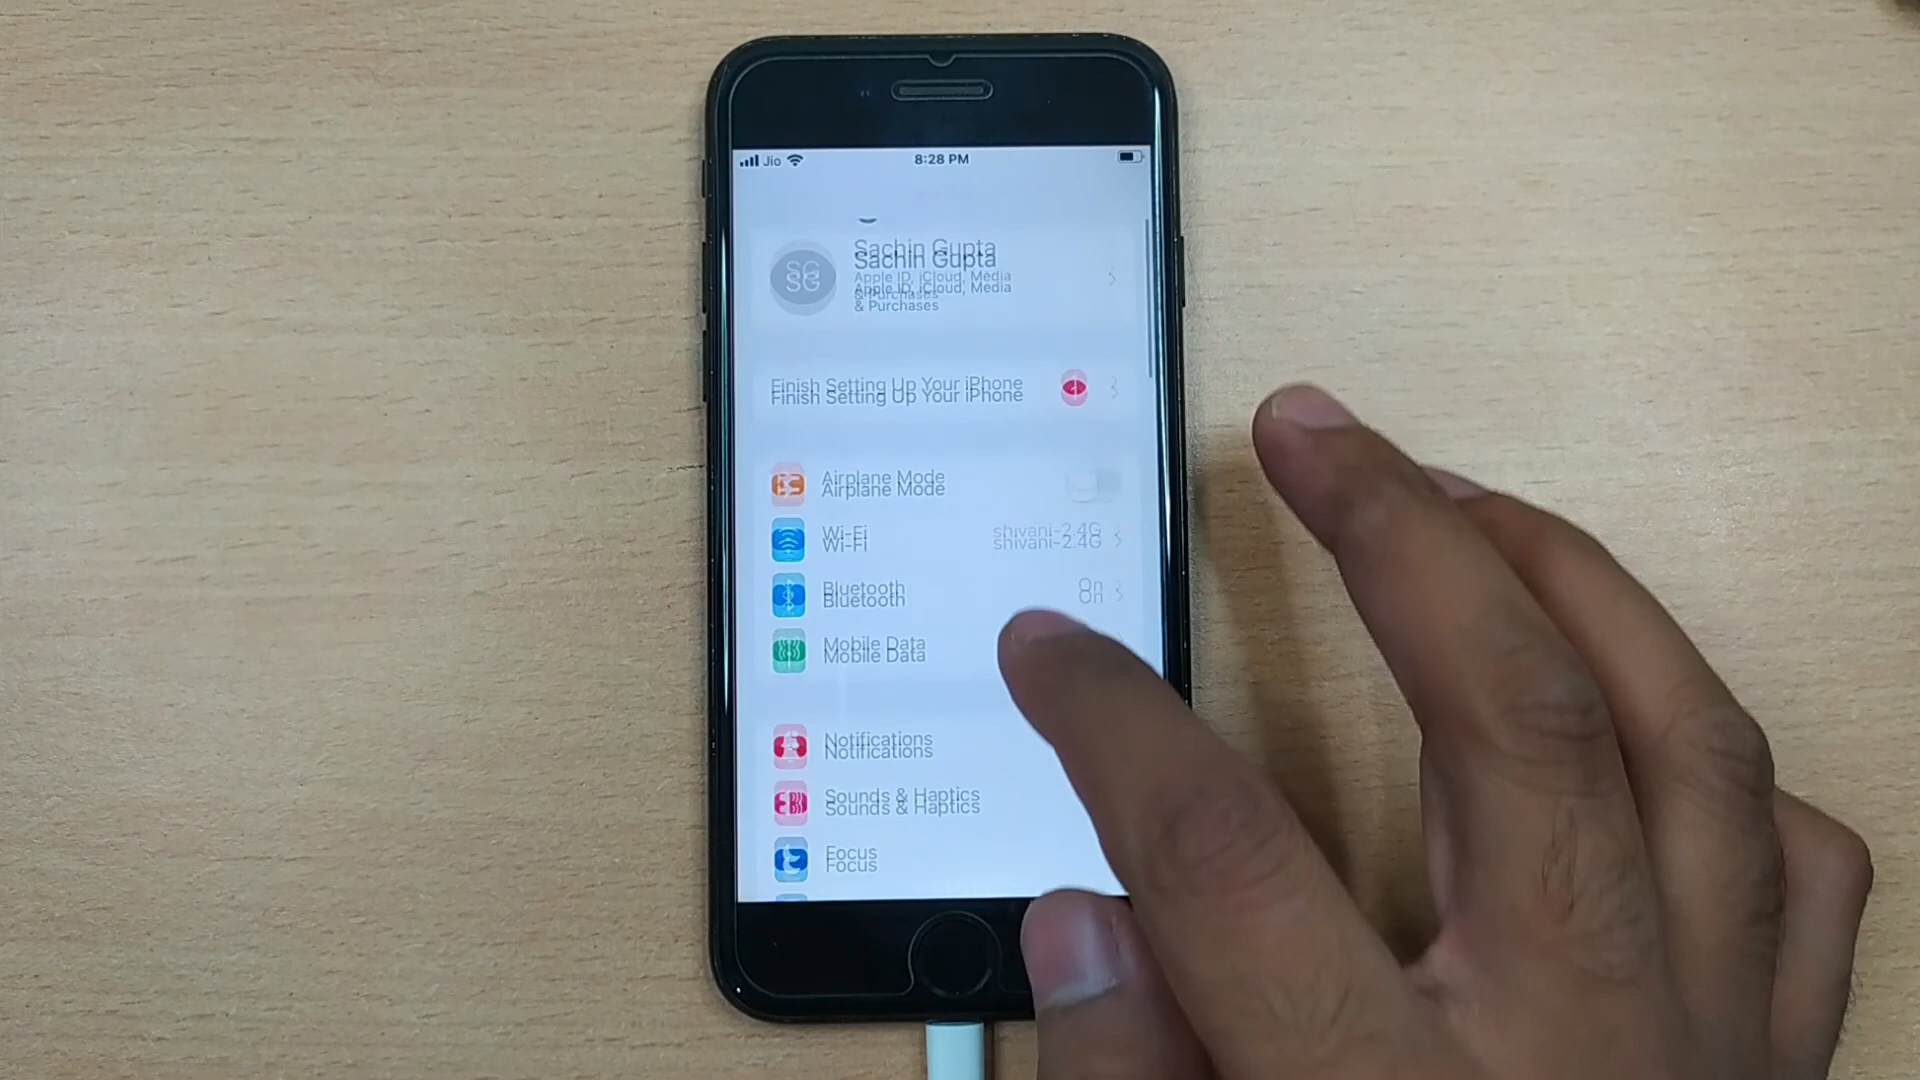 Jio 8:28 PM
SG
Sachin Gupta
Apple ID, iCloud, Media
& Purchases
Finish Setting Up Your iPhone
Airplane Mode
Wi-Fi shivani-2.4G
Bluetooth On
Mobile Data
Notifications
Sounds & Haptics
Focus